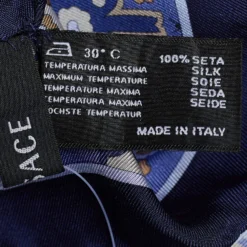 30° C
TEMPERATURA MASSIMA
MAXIMUM TEMPERATURE
TEMPERATURE MAXIMUM
TEMPERATURA MAXIMA
HOCHSTE TEMPERATUR
100% SETA
SILK
SOIE
SEDA
SEIDE
MADE IN ITALY
ACE